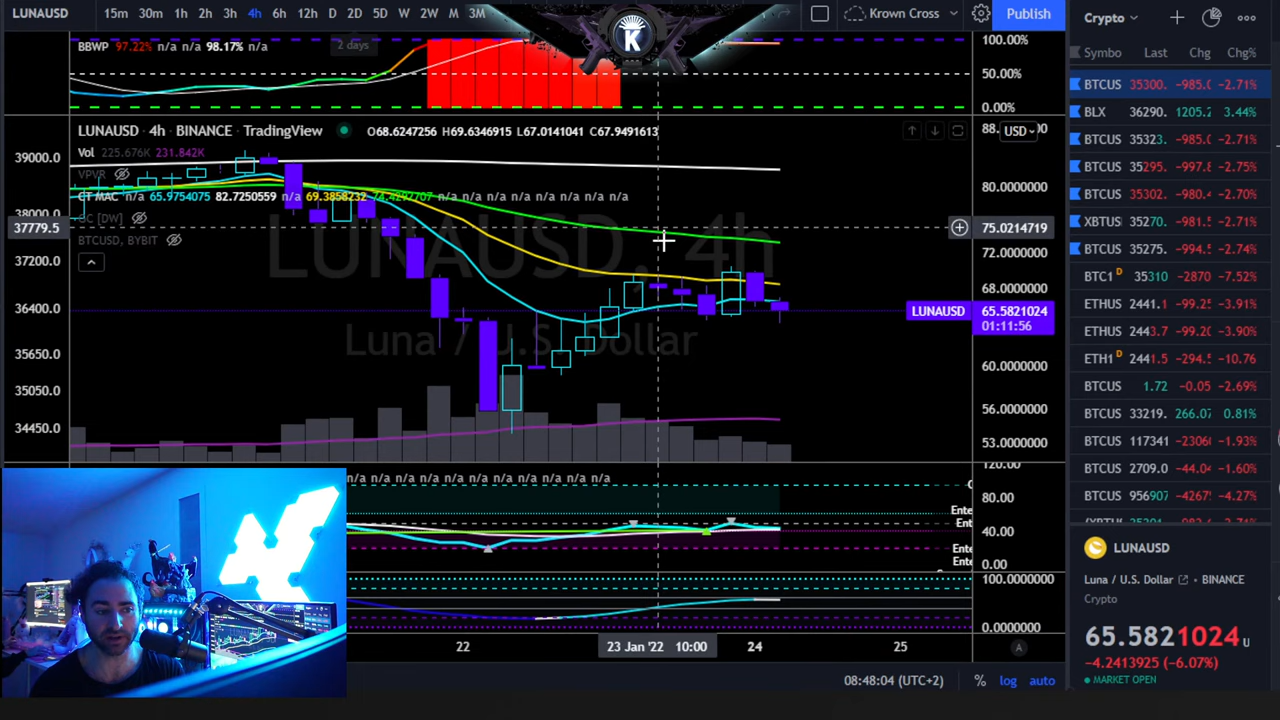 LUNAUSD 15m 30m 1h 2h 3h 4h 6h 12h D 2D 5D W 2W M 3M Krown Cross Publish Crypto
K
BBWP 97.22% n/a n/a 98.17% n/a
2 days
100.00%
50.00%
0.00%
LUNAUSD · 4h · BINANCE · TradingView O68.6247256 H69.6346915 L67.0141041 C67.9491613
USD
Vol 225.676K 231.842K
VPVR
CT MAC n/a 65.9754075 82.7250559 n/a 69.3858232 n/a n/a n/a n/a n/a n/a n/a n/a
[DW]
BTCUSD, BYBIT
LUNAUSD, 4h
Luna / U.S. Dollar
39000.0
38000.0
37779.5
37200.0
36400.0
35650.0
35050.0
34450.0
80.0000000
75.0214719
72.0000000
68.0000000
LUNAUSD 65.5821024
01:11:56
60.0000000
56.0000000
53.0000000
n/a n/a n/a n/a n/a n/a n/a n/a n/a n/a n/a
120.00
80.00
40.00
0.00
Ente
Ente
Ente
Ente
100.0000000
0.0000000
22 23 Jan '22 10:00 24 25 A
08:48:04 (UTC+2) % log auto
Symbo Last Chg Chg%
BTCUS 35300. -985.0 -2.71%
BLX 36290. 1205.2 3.44%
BTCUS 35323. -985.0 -2.71%
BTCUS 35295. -997.8 -2.75%
BTCUS 35302. -980.4 -2.70%
XBTUS 35270. -981.5 -2.71%
BTCUS 35275. -994.5 -2.74%
BTC1 D 35310 -2870 -7.52%
ETHUS 2441.1 -99.25 -3.91%
ETHUS 2443.7 -99.20 -3.90%
ETH1 D 2441.5 -294.5 -10.76
BTCUS 1.72 -0.05 -2.69%
BTCUS 33219. 266.07 0.81%
BTCUS 117341 -23060 -1.93%
BTCUS 2709.0 -44.04 -1.60%
BTCUS 956907 -42675 -4.27%
LUNAUSD
Luna / U.S. Dollar · BINANCE
Crypto
65.5821024 U
-4.2413925 (-6.07%)
MARKET OPEN